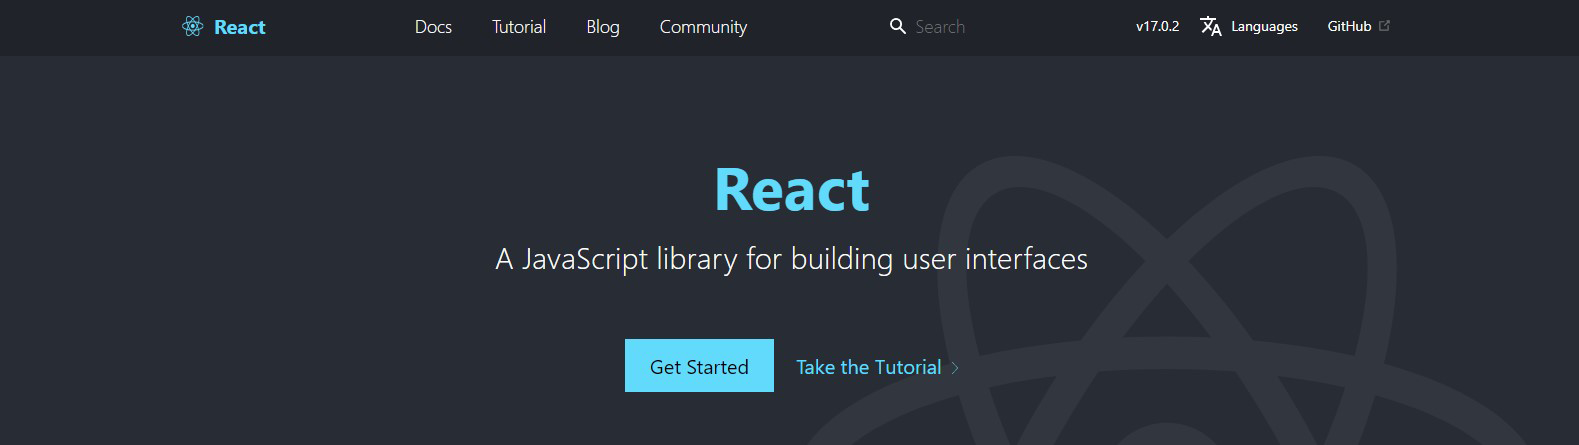 React Docs Tutorial Blog Community Search v17.0.2 Languages GitHub
React
A JavaScript library for building user interfaces
Get Started Take the Tutorial